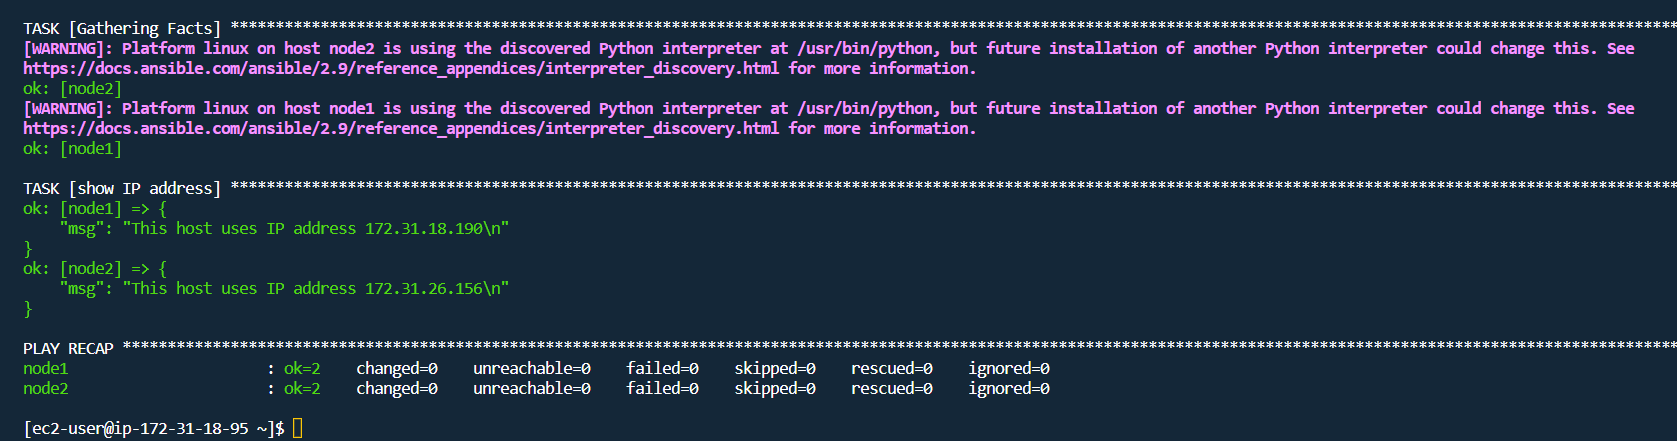 TASK [Gathering Facts] ****************************************************************************************************************************************************************
[WARNING]: Platform linux on host node2 is using the discovered Python interpreter at /usr/bin/python, but future installation of another Python interpreter could change this. See
https://docs.ansible.com/ansible/2.9/reference_appendices/interpreter_discovery.html for more information.
ok: [node2]
[WARNING]: Platform linux on host node1 is using the discovered Python interpreter at /usr/bin/python, but future installation of another Python interpreter could change this. See
https://docs.ansible.com/ansible/2.9/reference_appendices/interpreter_discovery.html for more information.
ok: [node1]
TASK [show IP address] ****************************************************************************************************************************************************************
ok: [node1] => {
    "msg": "This host uses IP address 172.31.18.190\n"
}
ok: [node2] => {
    "msg": "This host uses IP address 172.31.26.156\n"
}
PLAY RECAP ****************************************************************************************************************************************************************************
node1                      : ok=2    changed=0    unreachable=0    failed=0    skipped=0    rescued=0    ignored=0
node2                      : ok=2    changed=0    unreachable=0    failed=0    skipped=0    rescued=0    ignored=0
[ec2-user@ip-172-31-18-95 ~]$